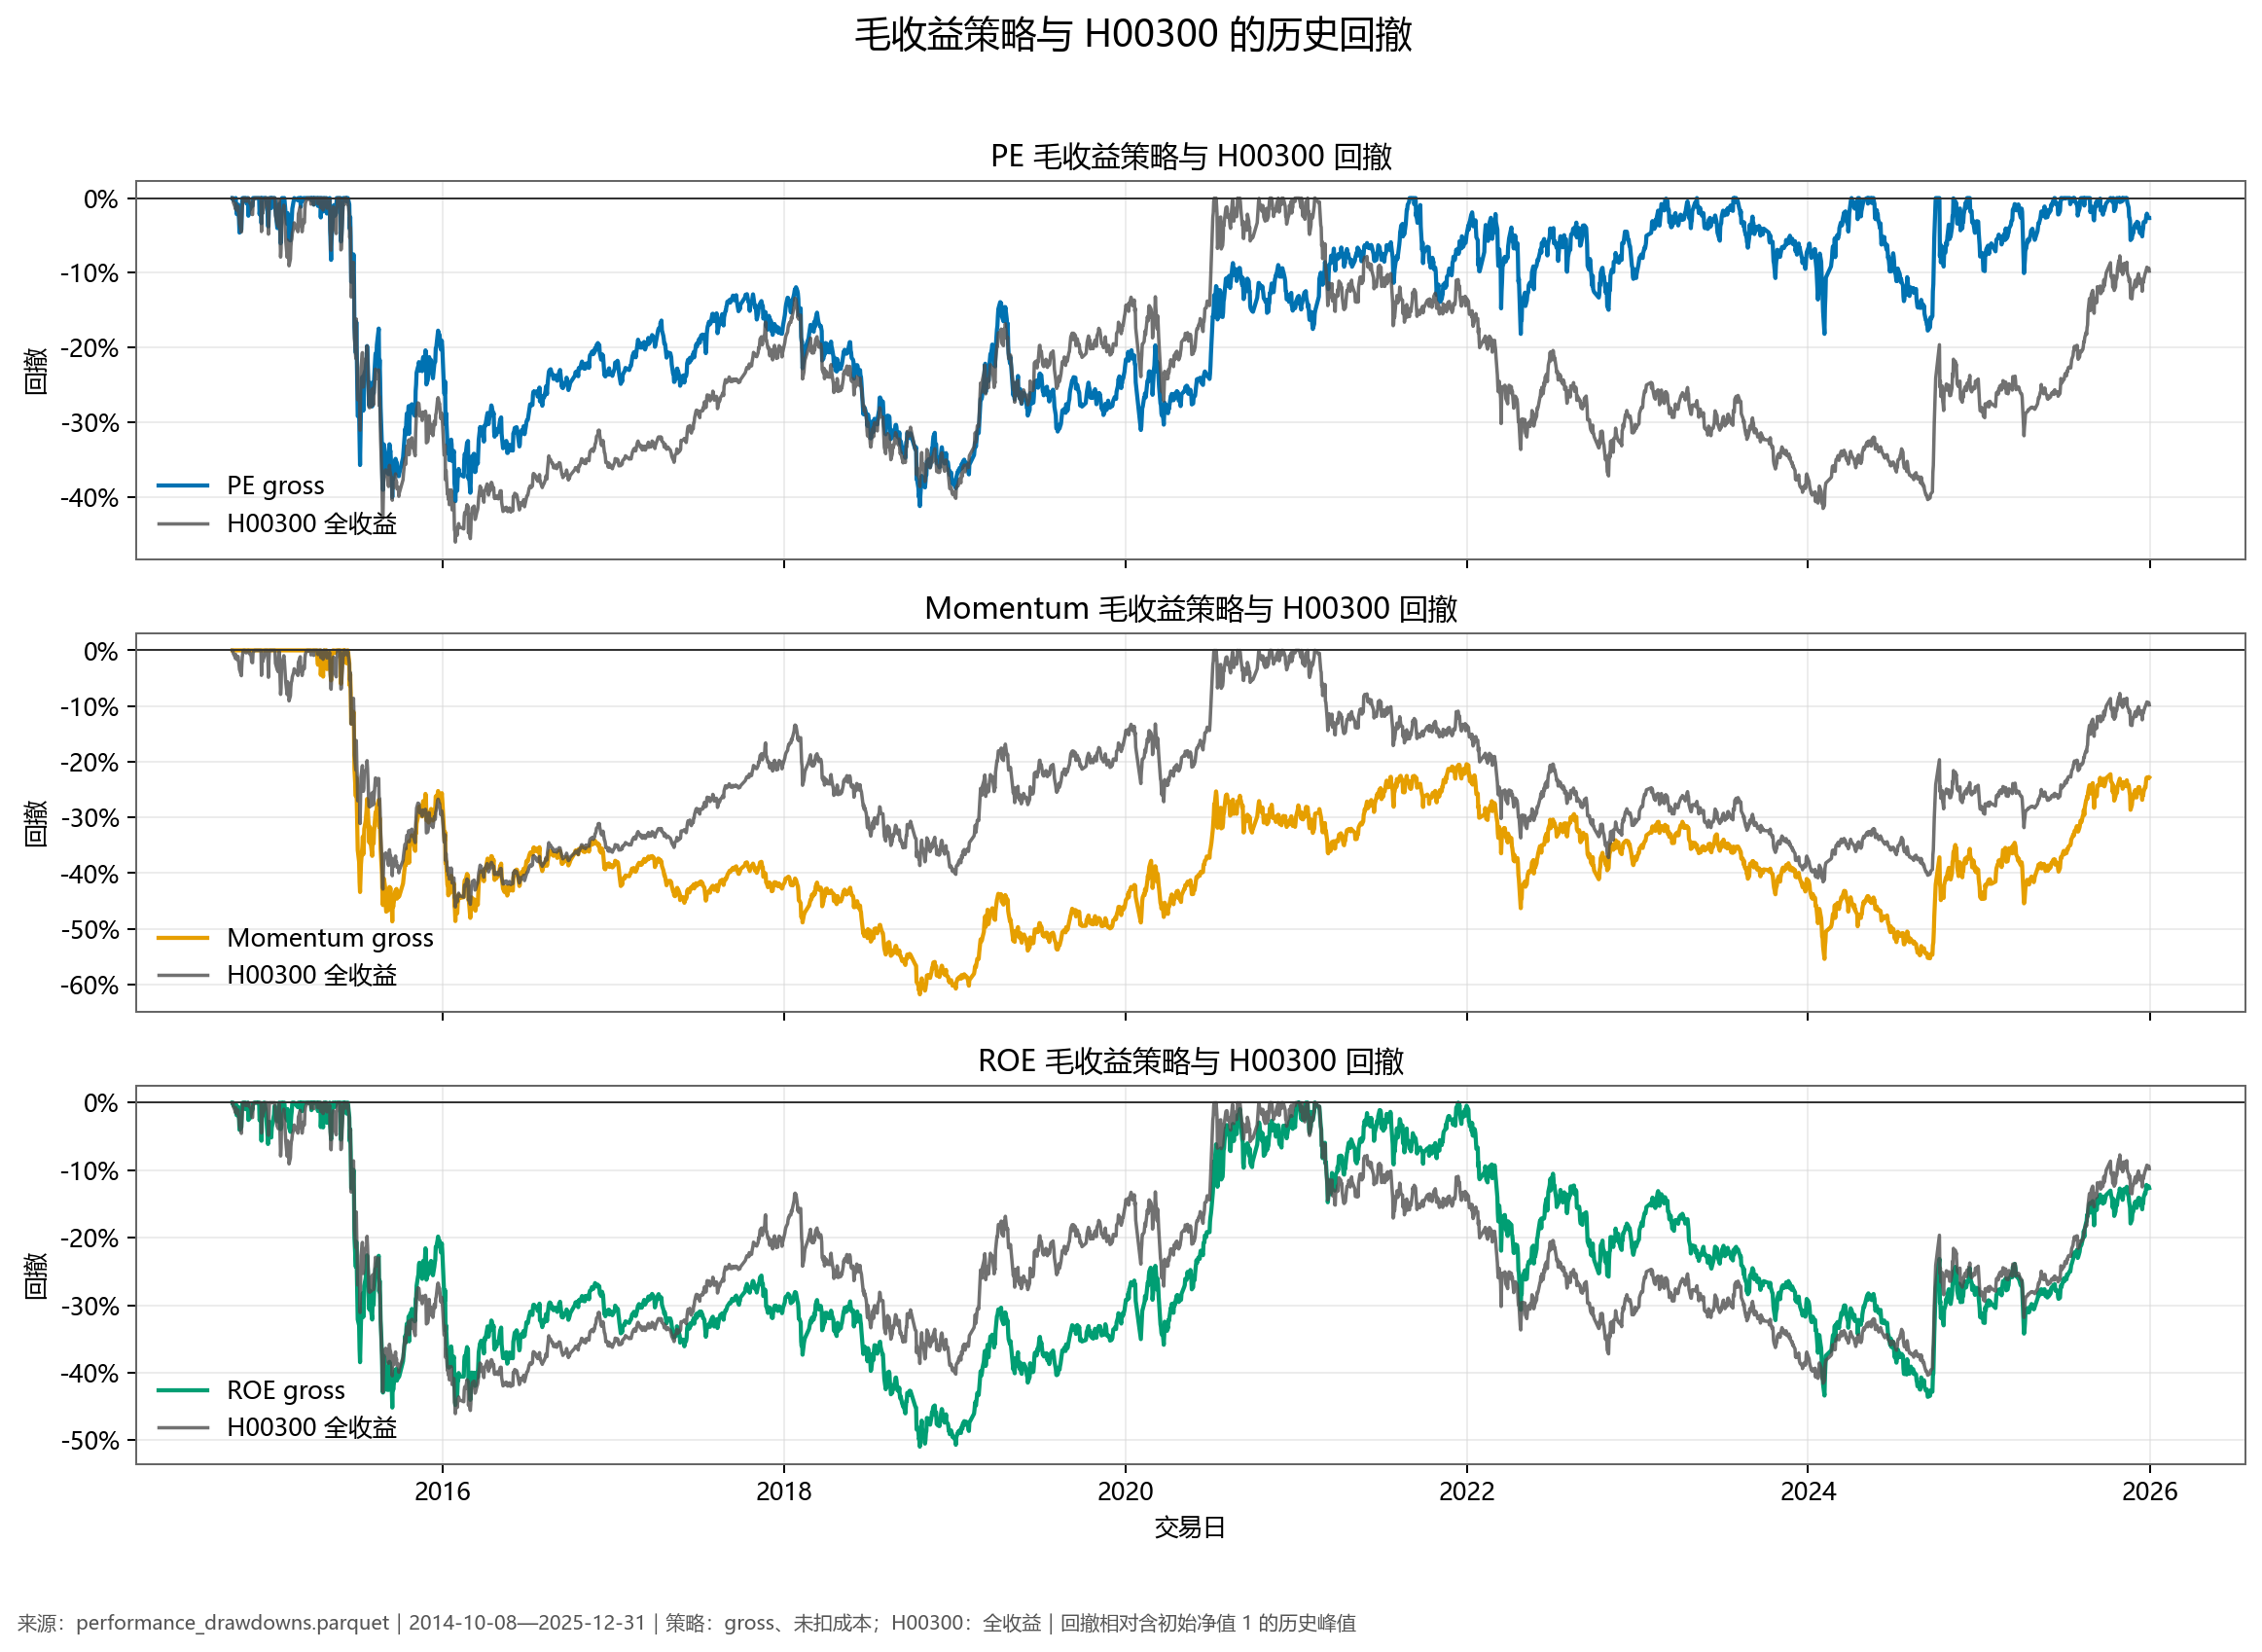 毛收益策略与 H00300 的历史回撤
PE 毛收益策略与 H00300 回撤
0%
-10%
-20%
-30%
-40%
回撤
PE gross
H00300 全收益
Momentum 毛收益策略与 H00300 回撤
0%
-10%
-20%
-30%
-40%
-50%
-60%
回撤
Momentum gross
H00300 全收益
ROE 毛收益策略与 H00300 回撤
0%
-10%
-20%
-30%
-40%
-50%
回撤
ROE gross
H00300 全收益
2016 2018 2020 2022 2024 2026
交易日
来源：performance_drawdowns.parquet | 2014-10-08—2025-12-31 | 策略：gross、未扣成本；H00300：全收益 | 回撤相对含初始净值 1 的历史峰值